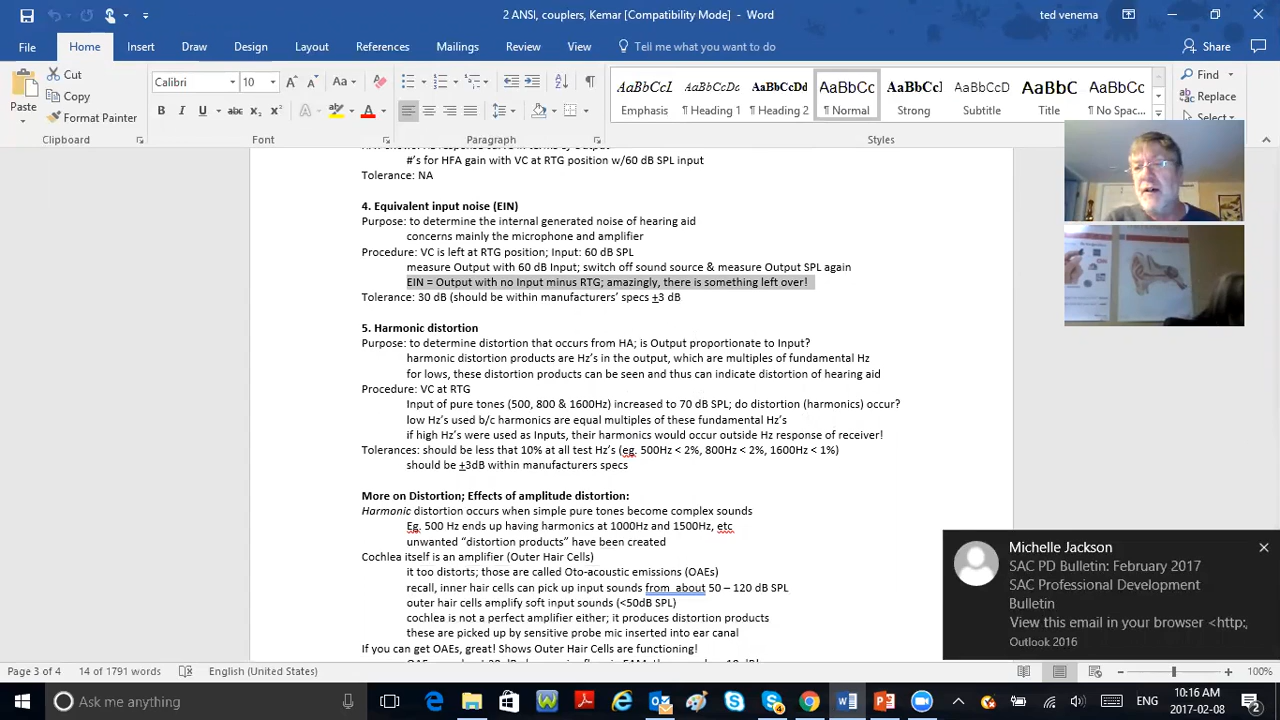 2 ANSI, couplers, Kemar [Compatibility Mode] - Word
ted venema
File Home Insert Draw Design Layout References Mailings Review View Tell me what you want to do Share
Paste
Cut
Copy
Format Painter
Calibri 10
AaBbCcL AaBbCcDc AaBbCcDd AaBbCcDc AaBbCcl AaBbCcDc AaBbCc AaBbCcDc
Emphasis Heading 1 Heading 2 ¶ Normal Strong Subtitle Title ¶ No Spac...
Find
Replace
Select
Clipboard Font Paragraph Styles
#'s for HFA gain with VC at RTG position w/60 dB SPL input
Tolerance: NA
4. Equivalent input noise (EIN)
Purpose: to determine the internal generated noise of hearing aid
concerns mainly the microphone and amplifier
Procedure: VC is left at RTG position; Input: 60 dB SPL
measure Output with 60 dB Input; switch off sound source & measure Output SPL again
EIN = Output with no Input minus RTG; amazingly, there is something left over!
Tolerance: 30 dB (should be within manufacturers' specs +3 dB
5. Harmonic distortion
Purpose: to determine distortion that occurs from HA; is Output proportionate to Input?
harmonic distortion products are Hz's in the output, which are multiples of fundamental Hz
for lows, these distortion products can be seen and thus can indicate distortion of hearing aid
Procedure: VC at RTG
Input of pure tones (500, 800 & 1600Hz) increased to 70 dB SPL; do distortion (harmonics) occur?
low Hz's used b/c harmonics are equal multiples of these fundamental Hz's
if high Hz's were used as Inputs, their harmonics would occur outside Hz response of receiver!
Tolerances: should be less that 10% at all test Hz's (eg. 500Hz < 2%, 800Hz < 2%, 1600Hz < 1%)
should be +3dB within manufacturers specs
More on Distortion; Effects of amplitude distortion:
Harmonic distortion occurs when simple pure tones become complex sounds
Eg. 500 Hz ends up having harmonics at 1000Hz and 1500Hz, etc
unwanted “distortion products” have been created
Cochlea itself is an amplifier (Outer Hair Cells)
it too distorts; those are called Oto-acoustic emissions (OAEs)
recall, inner hair cells can pick up input sounds from about 50 – 120 dB SPL
outer hair cells amplify soft input sounds (<50dB SPL)
cochlea is not a perfect amplifier either; it produces distortion products
these are picked up by sensitive probe mic inserted into ear canal
If you can get OAEs, great! Shows Outer Hair Cells are functioning!
Michelle Jackson
SAC PD Bulletin: February 2017
SAC Professional Development
Bulletin
View this email in your browser <http:
Outlook 2016
Page 3 of 4 14 of 1791 words English (United States) 100%
Ask me anything
ENG
10:16 AM
2017-02-08